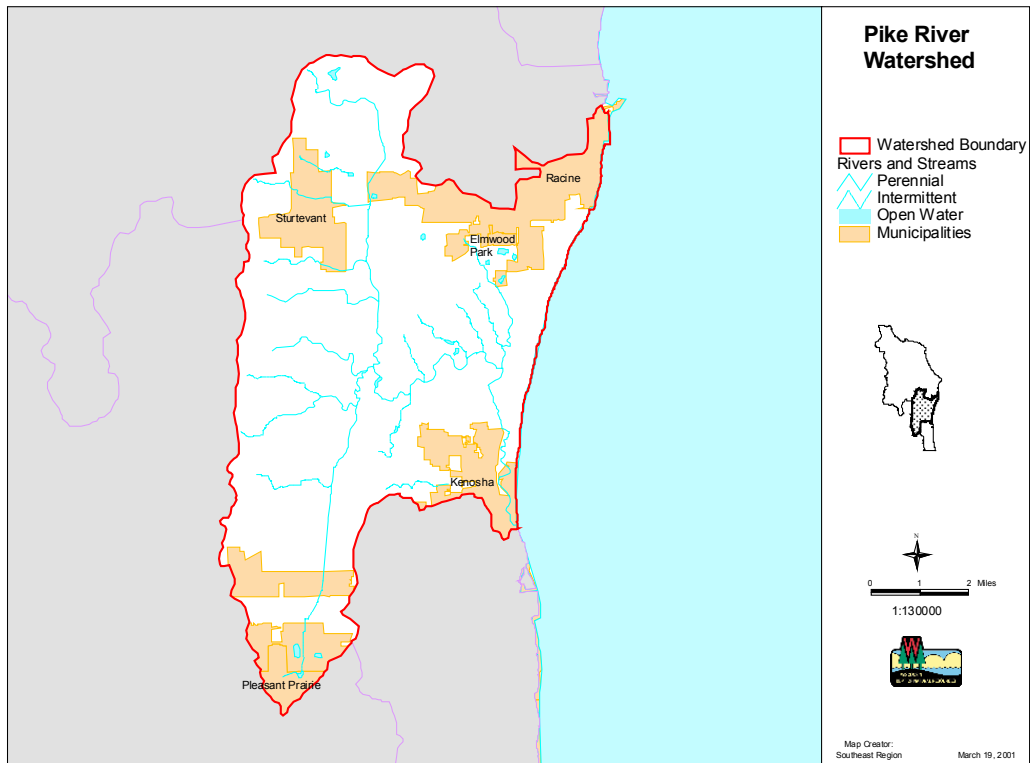 Pike River
Watershed
Watershed Boundary
Rivers and Streams
Perennial
Intermittent
Open Water
Municipalities
Racine
Sturtevant
Elmwood
Park
Kenosha
Pleasant Prairie
N
0 1 2 Miles
1:130000
W
Map Creator:
Southeast Region
March 19, 2001